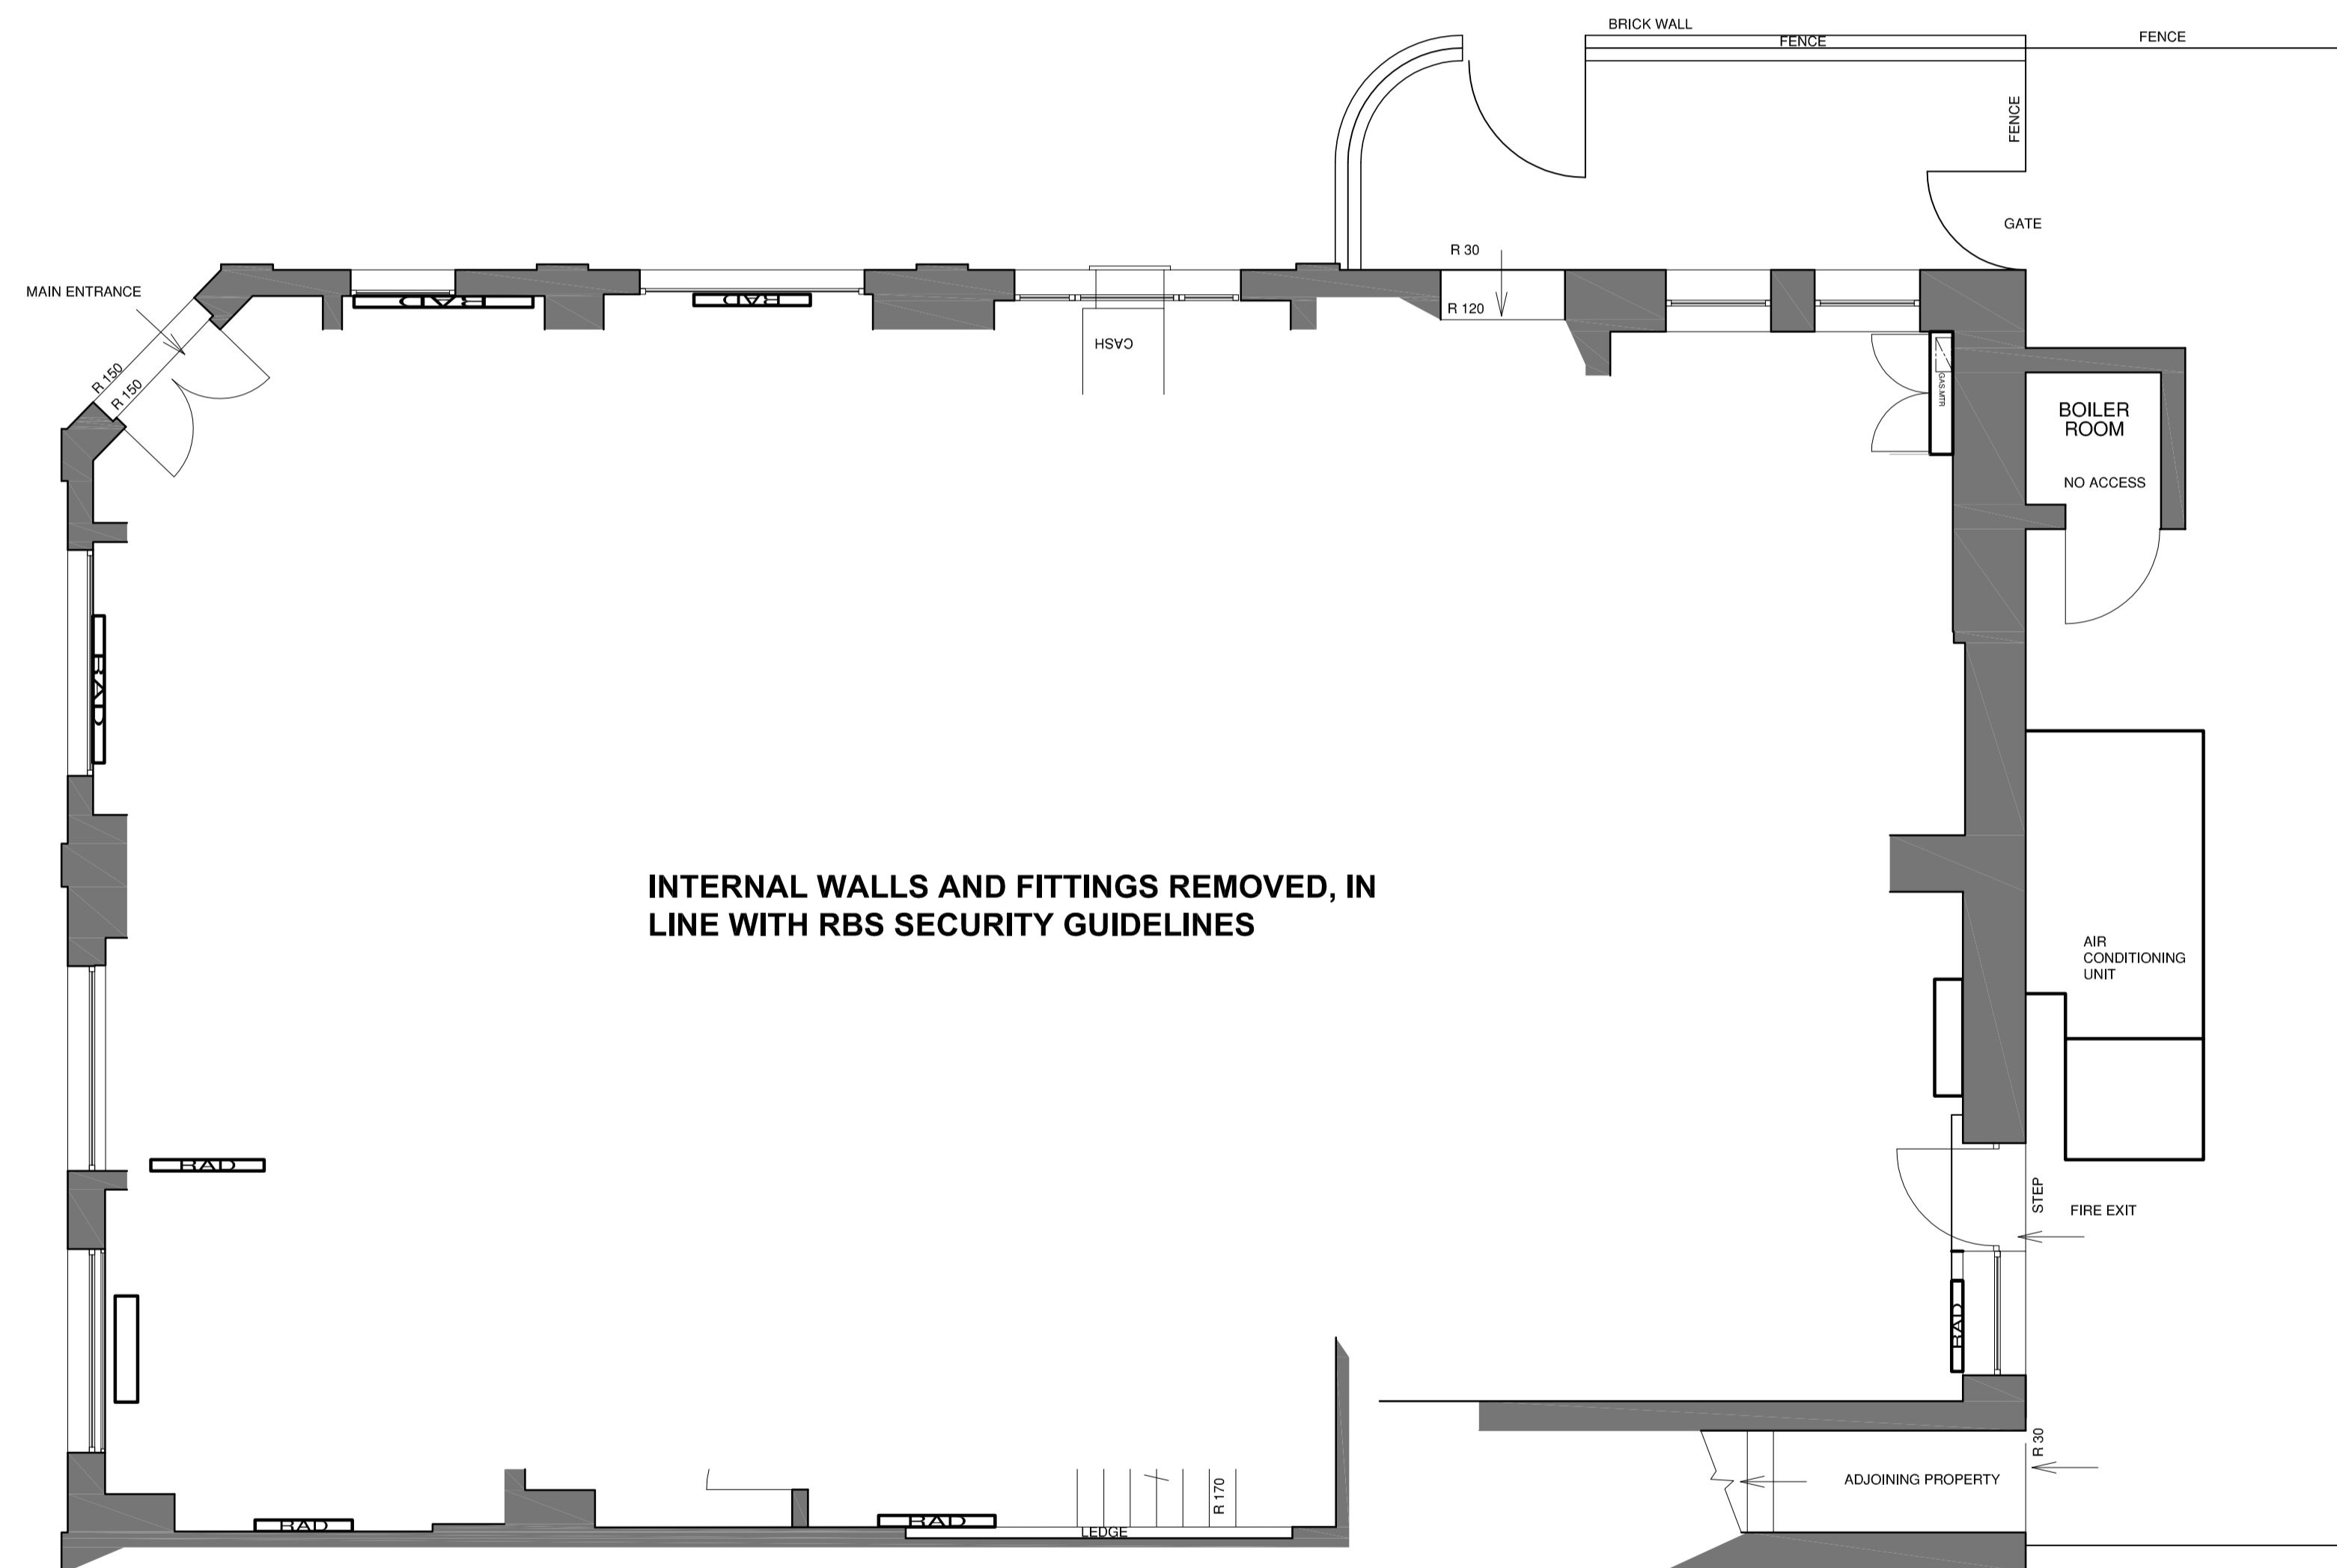 BRICK WALL
FENCE
FENCE
FENCE
GATE
R 30
R 120
MAIN ENTRANCE
R 150
R 150
RAD
RAD
CASH
GAS.MTR
BOILER
ROOM
NO ACCESS
RAD
INTERNAL WALLS AND FITTINGS REMOVED, IN
LINE WITH RBS SECURITY GUIDELINES
AIR
CONDITIONING
UNIT
RAD
STEP
FIRE EXIT
RAD
R 30
ADJOINING PROPERTY
R 170
RAD
RAD
LEDGE